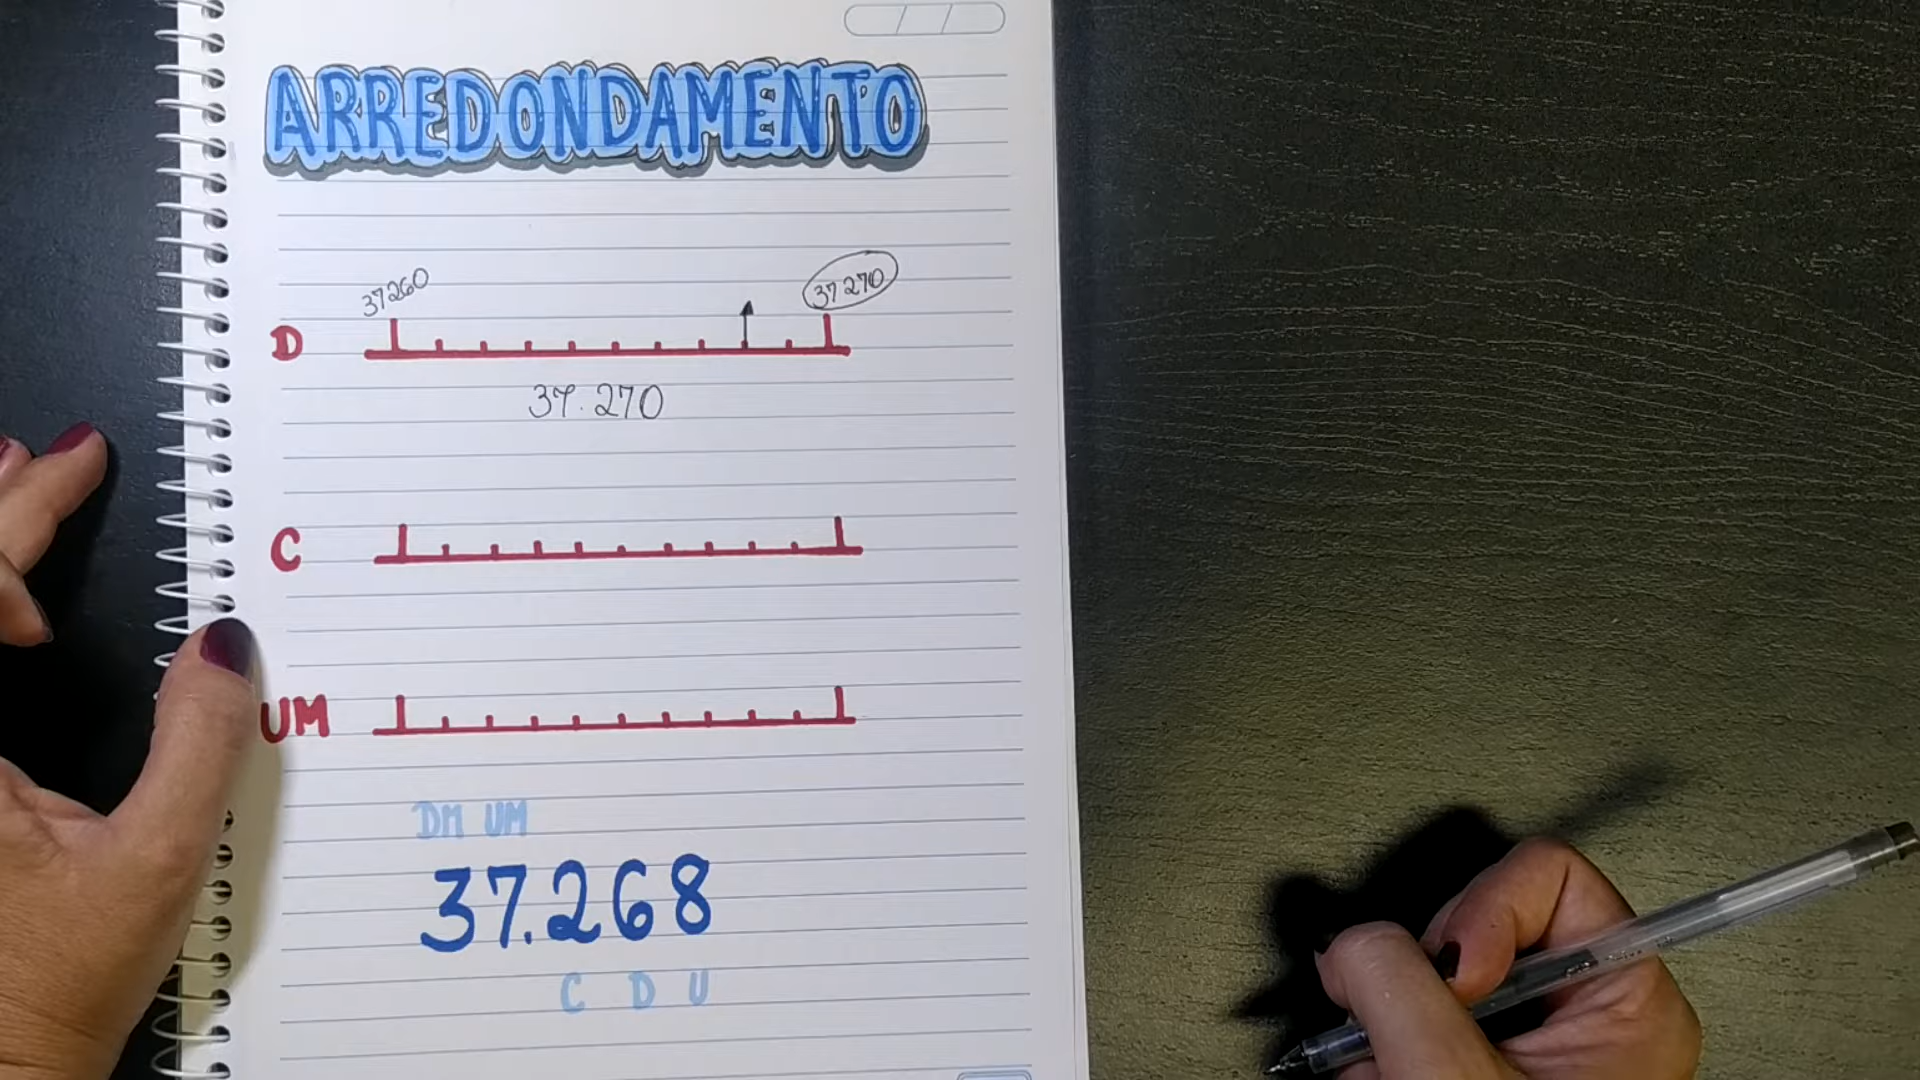 ARREDONDAMENTO
37260
37270
D
37.270
C
UM
DM UM
37.268
C D U